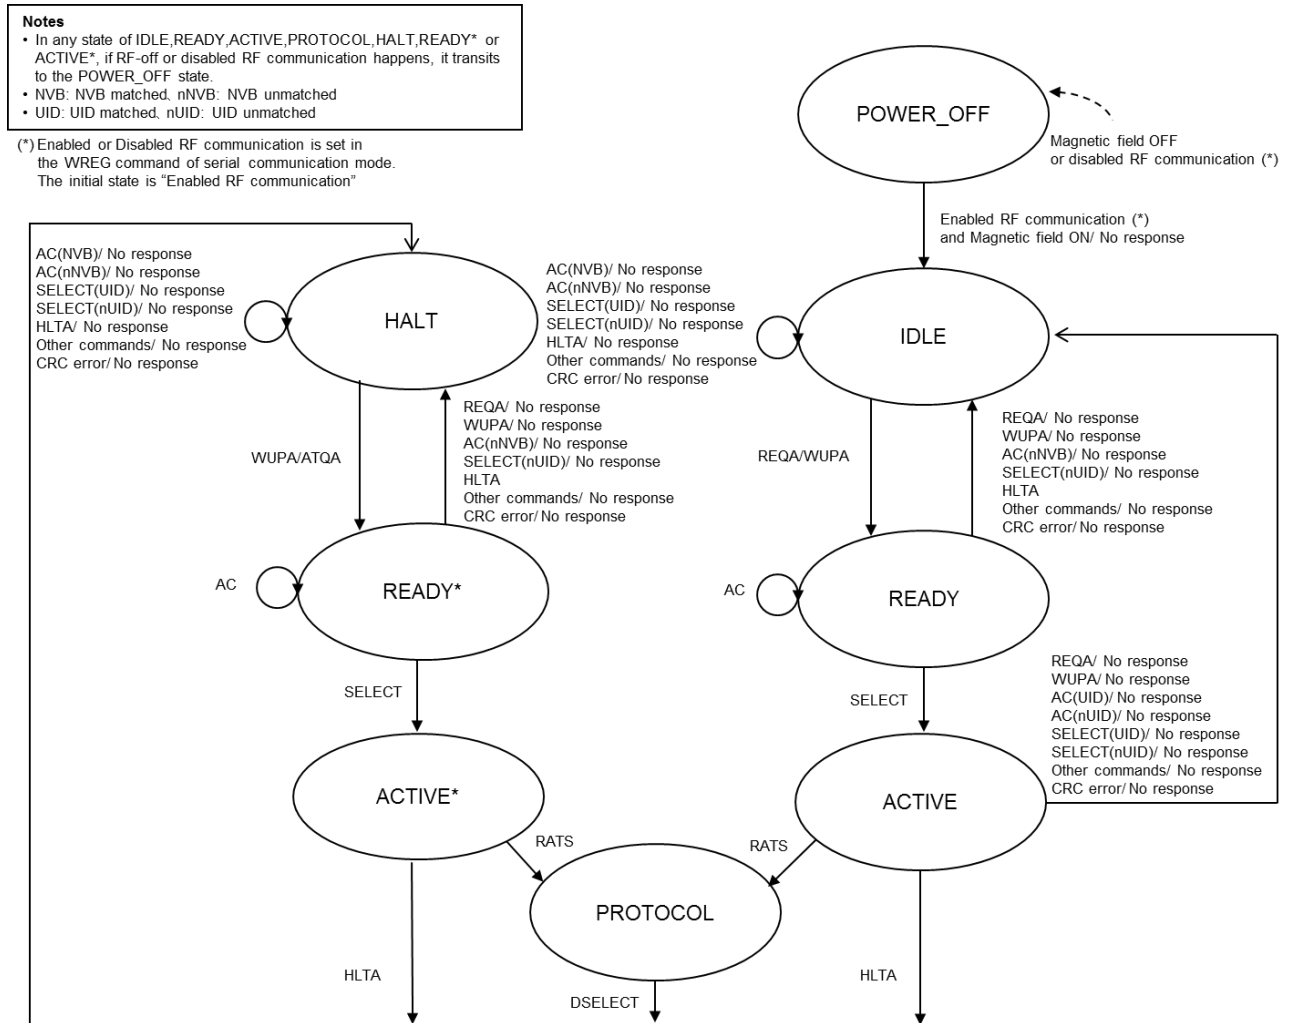 Notes
• In any state of IDLE,READY,ACTIVE,PROTOCOL,HALT,READY* or
ACTIVE*, if RF-off or disabled RF communication happens, it transits
to the POWER_OFF state.
• NVB: NVB matched、nNVB: NVB unmatched
• UID: UID matched、nUID: UID unmatched
(*) Enabled or Disabled RF communication is set in
the WREG command of serial communication mode.
The initial state is “Enabled RF communication”
POWER_OFF
Magnetic field OFF
or disabled RF communication (*)
Enabled RF communication (*)
and Magnetic field ON/ No response
AC(NVB)/ No response
AC(nNVB)/ No response
SELECT(UID)/ No response
SELECT(nUID)/ No response
HLTA/ No response
Other commands/ No response
CRC error/ No response
HALT
AC(NVB)/ No response
AC(nNVB)/ No response
SELECT(UID)/ No response
SELECT(nUID)/ No response
HLTA/ No response
Other commands/ No response
CRC error/ No response
IDLE
WUPA/ATQA
REQA/ No response
WUPA/ No response
AC(nNVB)/ No response
SELECT(nUID)/ No response
HLTA
Other commands/ No response
CRC error/ No response
REQA/WUPA
REQA/ No response
WUPA/ No response
AC(nNVB)/ No response
SELECT(nUID)/ No response
HLTA
Other commands/ No response
CRC error/ No response
AC
READY*
AC
READY
SELECT
SELECT
REQA/ No response
WUPA/ No response
AC(UID)/ No response
AC(nUID)/ No response
SELECT(UID)/ No response
SELECT(nUID)/ No response
Other commands/ No response
CRC error/ No response
ACTIVE*
ACTIVE
RATS
RATS
PROTOCOL
HLTA
DSELECT
HLTA